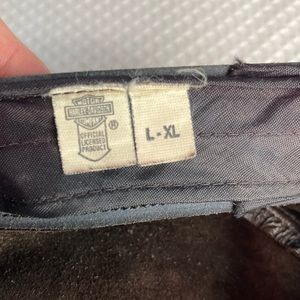 HARLEY-DAVIDSON
OFFICIAL
LICENSED
PRODUCT
®
L-XL